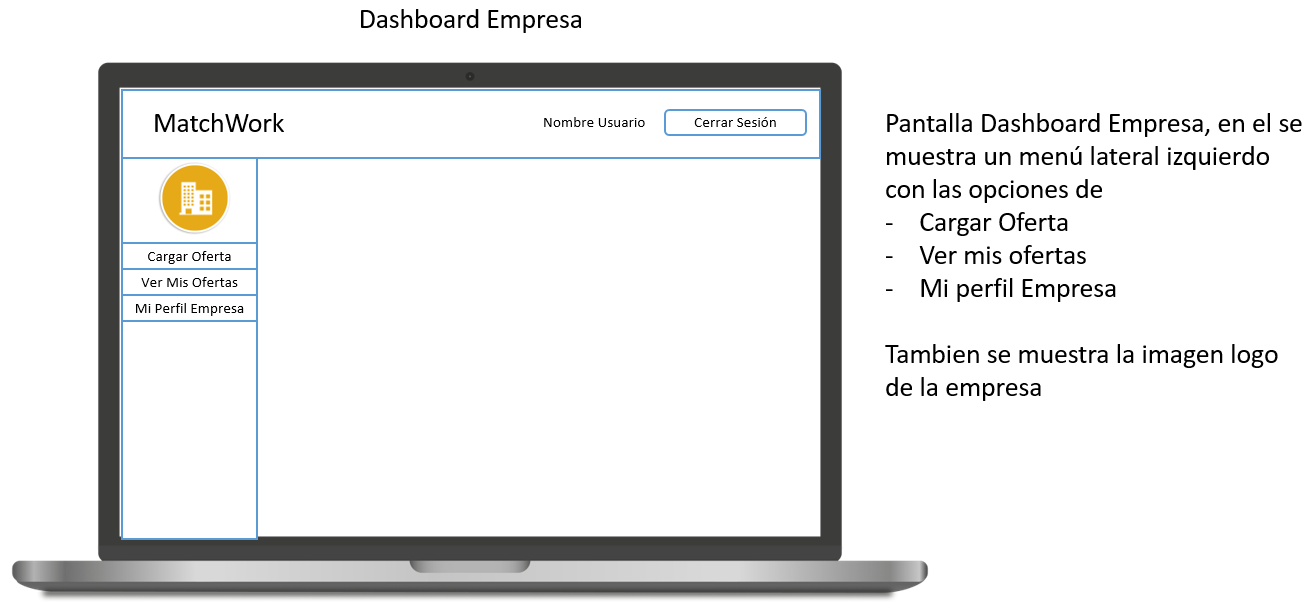 Dashboard Empresa
MatchWork
Nombre Usuario
Cerrar Sesión
Cargar Oferta
Ver Mis Ofertas
Mi Perfil Empresa
Pantalla Dashboard Empresa, en el se
muestra un menú lateral izquierdo
con las opciones de
- Cargar Oferta
- Ver mis ofertas
- Mi perfil Empresa
Tambien se muestra la imagen logo
de la empresa